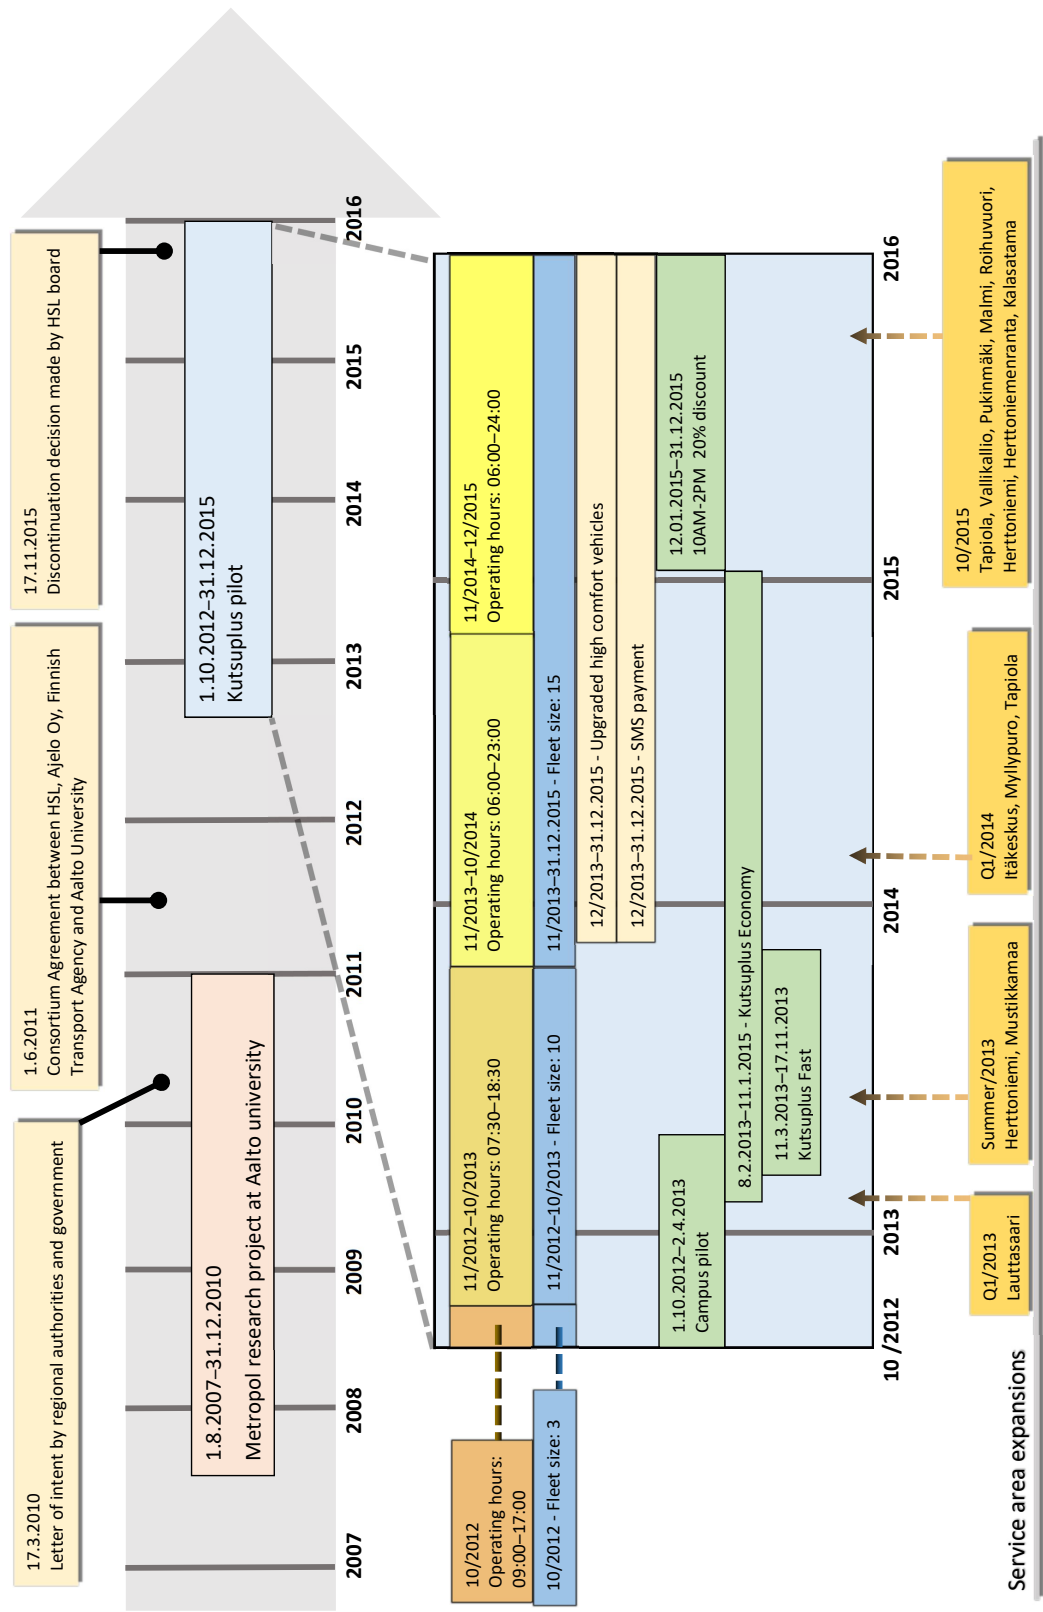 17.3.2010
Letter of intent by regional authorities and government
1.6.2011
Consortium Agreement between HSL, Ajelo Oy, Finnish
Transport Agency and Aalto University
17.11.2015
Discontinuation decision made by HSL board
1.8.2007–31.12.2010
Metropol research project at Aalto university
1.10.2012–31.12.2015
Kutsuplus pilot
2007
2008
2009
2010
2011
2012
2013
2014
2015
2016
10/2012
Operating hours:
09:00–17:00
11/2012–10/2013
Operating hours: 07:30–18:30
11/2013–10/2014
Operating hours: 06:00–23:00
11/2014–12/2015
Operating hours: 06:00–24:00
10/2012 - Fleet size: 3
11/2012–10/2013 - Fleet size: 10
11/2013–31.12.2015 - Fleet size: 15
12/2013–31.12.2015 - Upgraded high comfort vehicles
12/2013–31.12.2015 - SMS payment
1.10.2012–2.4.2013
Campus pilot
12.01.2015–31.12.2015
10AM-2PM 20% discount
8.2.2013–11.1.2015 - Kutsuplus Economy
11.3.2013–17.11.2013
Kutsuplus Fast
10 /2012
2013
2014
2015
2016
Q1/2013
Lauttasaari
Summer/2013
Herttoniemi, Mustikkamaa
Q1/2014
Itäkeskus, Myllypuro, Tapiola
10/2015
Tapiola, Vallikallio, Pukinmäki, Malmi, Roihuvuori,
Herttoniemi, Herttoniemenranta, Kalasatama
Service area expansions